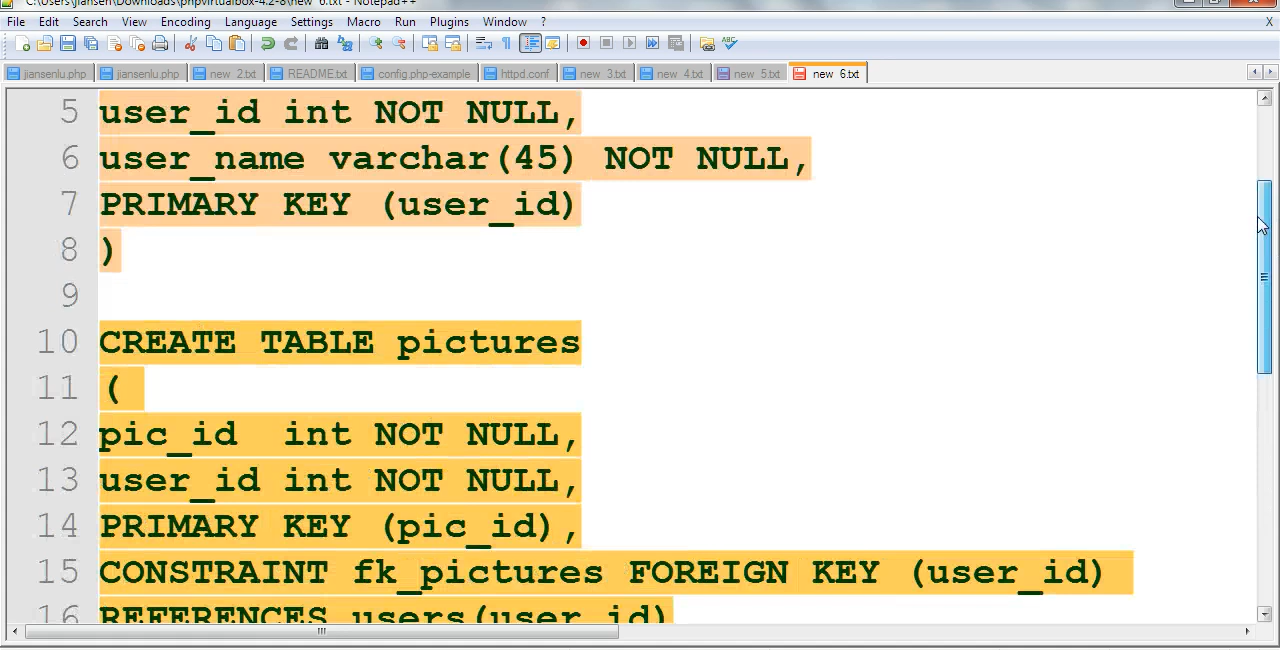 C:\Users\jiansen\Downloads\phpvirtualbox-4.2-8\new 6.txt - Notepad++
File Edit Search View Encoding Language Settings Macro Run Plugins Window ?
X
jiansenlu.php jiansenlu.php new 2.txt README.txt config.php-example httpd.conf new 3.txt new 4.txt new 5.txt new 6.txt
5 user_id int NOT NULL,
6 user_name varchar(45) NOT NULL,
7 PRIMARY KEY (user_id)
8 )
9
10 CREATE TABLE pictures
11 (
12 pic_id  int NOT NULL,
13 user_id int NOT NULL,
14 PRIMARY KEY (pic_id),
15 CONSTRAINT fk_pictures FOREIGN KEY (user_id)
16 REFERENCES users(user_id)